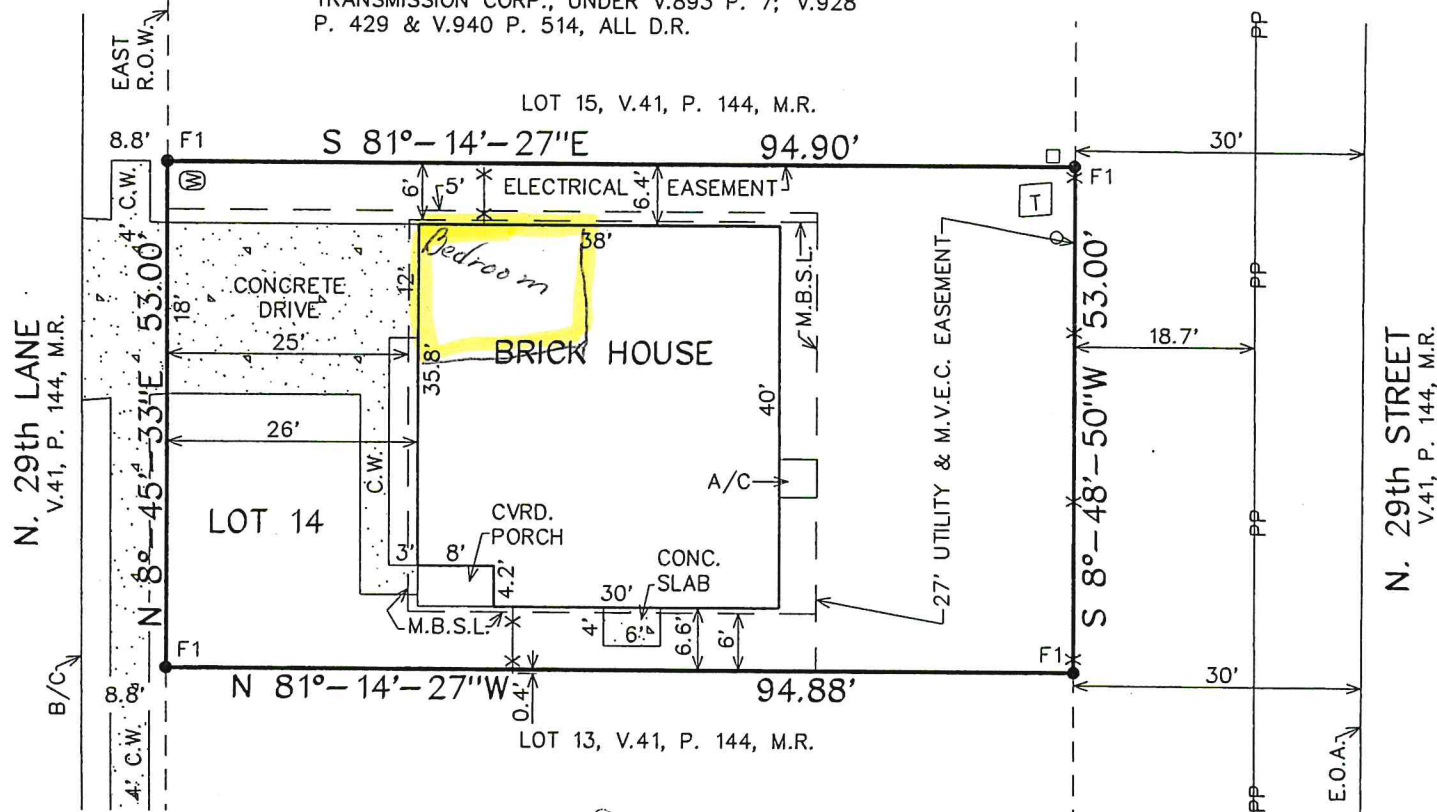 TRANSMISSION CORP., UNDER V.893 P. 7; V.928
P. 429 & V.940 P. 514, ALL D.R.
EAST
R.O.W.
LOT 15, V.41, P. 144, M.R.
8.8'
F1
S 81°-14'-27"E
94.90'
30'
F1
W
4' C.W.
6'
5'
ELECTRICAL
EASEMENT
6.4'
T
PP
Bedroom
38'
CONCRETE
DRIVE
12'
18'
25'
BRICK HOUSE
35.8'
M.B.S.L.
27' UTILITY & M.V.E.C. EASEMENT
S 8°-48'-50"W 53.00'
18.7'
PP
N. 29th LANE
V.41, P. 144, M.R.
N 8°-45'-33"E 53.00'
26'
40'
C.W.
A/C
LOT 14
CVRD.
PORCH
3'
8'
4.2'
CONC.
SLAB
30'
4'
6'
6.6'
6'
M.B.S.L.
PP
N. 29th STREET
V.41, P. 144, M.R.
F1
F1
B/C
8.8'
N 81°-14'-27"W
0.4'
94.88'
30'
4' C.W.
LOT 13, V.41, P. 144, M.R.
E.O.A.
PP